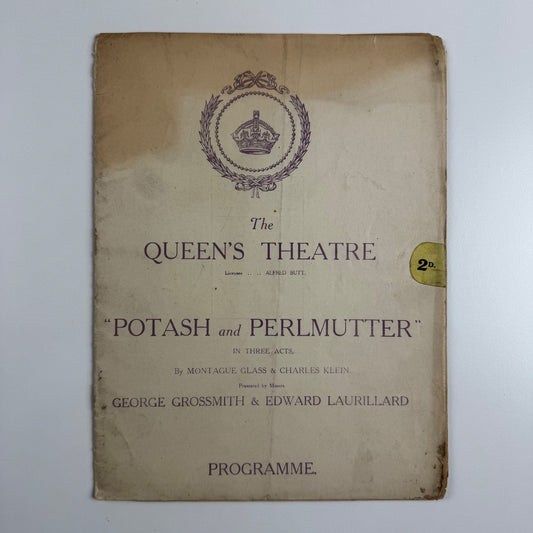 The
QUEEN'S THEATRE
Licensee .. .. .. ALFRED BUTT.
2D.
"POTASH and PERLMUTTER"
IN THREE ACTS.
By MONTAGUE GLASS & CHARLES KLEIN.
Presented by Messrs.
GEORGE GROSSMITH & EDWARD LAURILLARD
PROGRAMME.